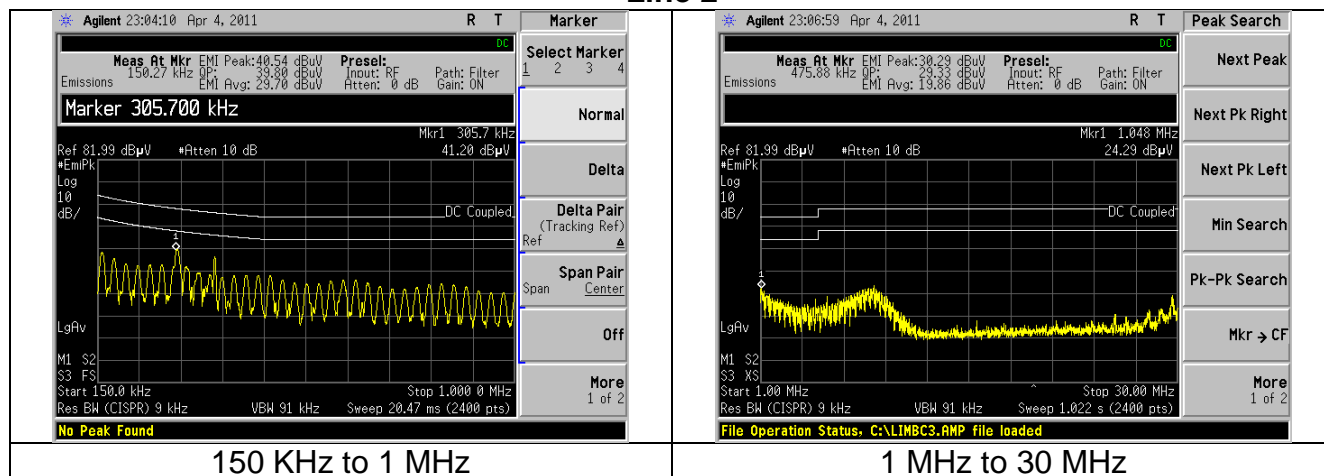 Agilent 23:04:10 Apr 4, 2011 R T Marker
DC
Meas At Mkr EMI Peak:40.54 dBuV Presel:
150.27 kHz QP: 39.80 dBuV Input: RF Path: Filter
Emissions EMI Avg: 29.70 dBuV Atten: 0 dB Gain: ON
Marker 305.700 kHz
Mkr1 305.7 kHz
Ref 81.99 dBµV #Atten 10 dB 41.20 dBµV
#EmiPk
Log
10
dB/
DC Coupled
1
LgAv
M1 S2
S3 FS
Start 150.0 kHz Stop 1.000 0 MHz
Res BW (CISPR) 9 kHz VBW 91 kHz Sweep 20.47 ms (2400 pts)
No Peak Found
Select Marker
1 2 3 4
Normal
Delta
Delta Pair
(Tracking Ref)
Ref Δ
Span Pair
Span Center
Off
More
1 of 2
150 KHz to 1 MHz
Agilent 23:06:59 Apr 4, 2011 R T Peak Search
DC
Meas At Mkr EMI Peak:30.29 dBuV Presel:
475.88 kHz QP: 29.33 dBuV Input: RF Path: Filter
Emissions EMI Avg: 19.86 dBuV Atten: 0 dB Gain: ON
Mkr1 1.048 MHz
Ref 81.99 dBµV #Atten 10 dB 24.29 dBµV
#EmiPk
Log
10
dB/
DC Coupled
1
LgAv
M1 S2
S3 XS
Start 1.00 MHz ^ Stop 30.00 MHz
Res BW (CISPR) 9 kHz VBW 91 kHz Sweep 1.022 s (2400 pts)
File Operation Status, C:\LIMBC3.AMP file loaded
Next Peak
Next Pk Right
Next Pk Left
Min Search
Pk-Pk Search
Mkr → CF
More
1 of 2
1 MHz to 30 MHz